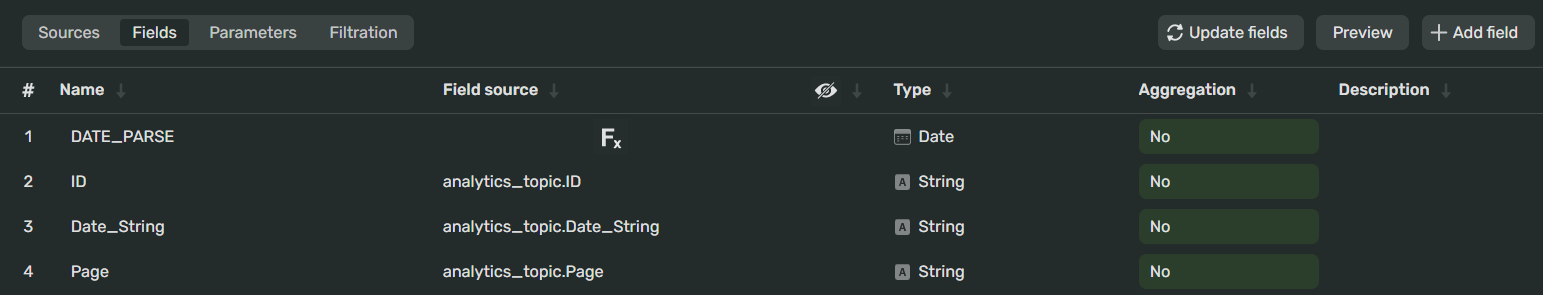 Sources Fields Parameters Filtration Update fields Preview Add field
# Name Field source Type Aggregation Description
1 DATE_PARSE Fx Date No
2 ID analytics_topic.ID A String No
3 Date_String analytics_topic.Date_String A String No
4 Page analytics_topic.Page A String No